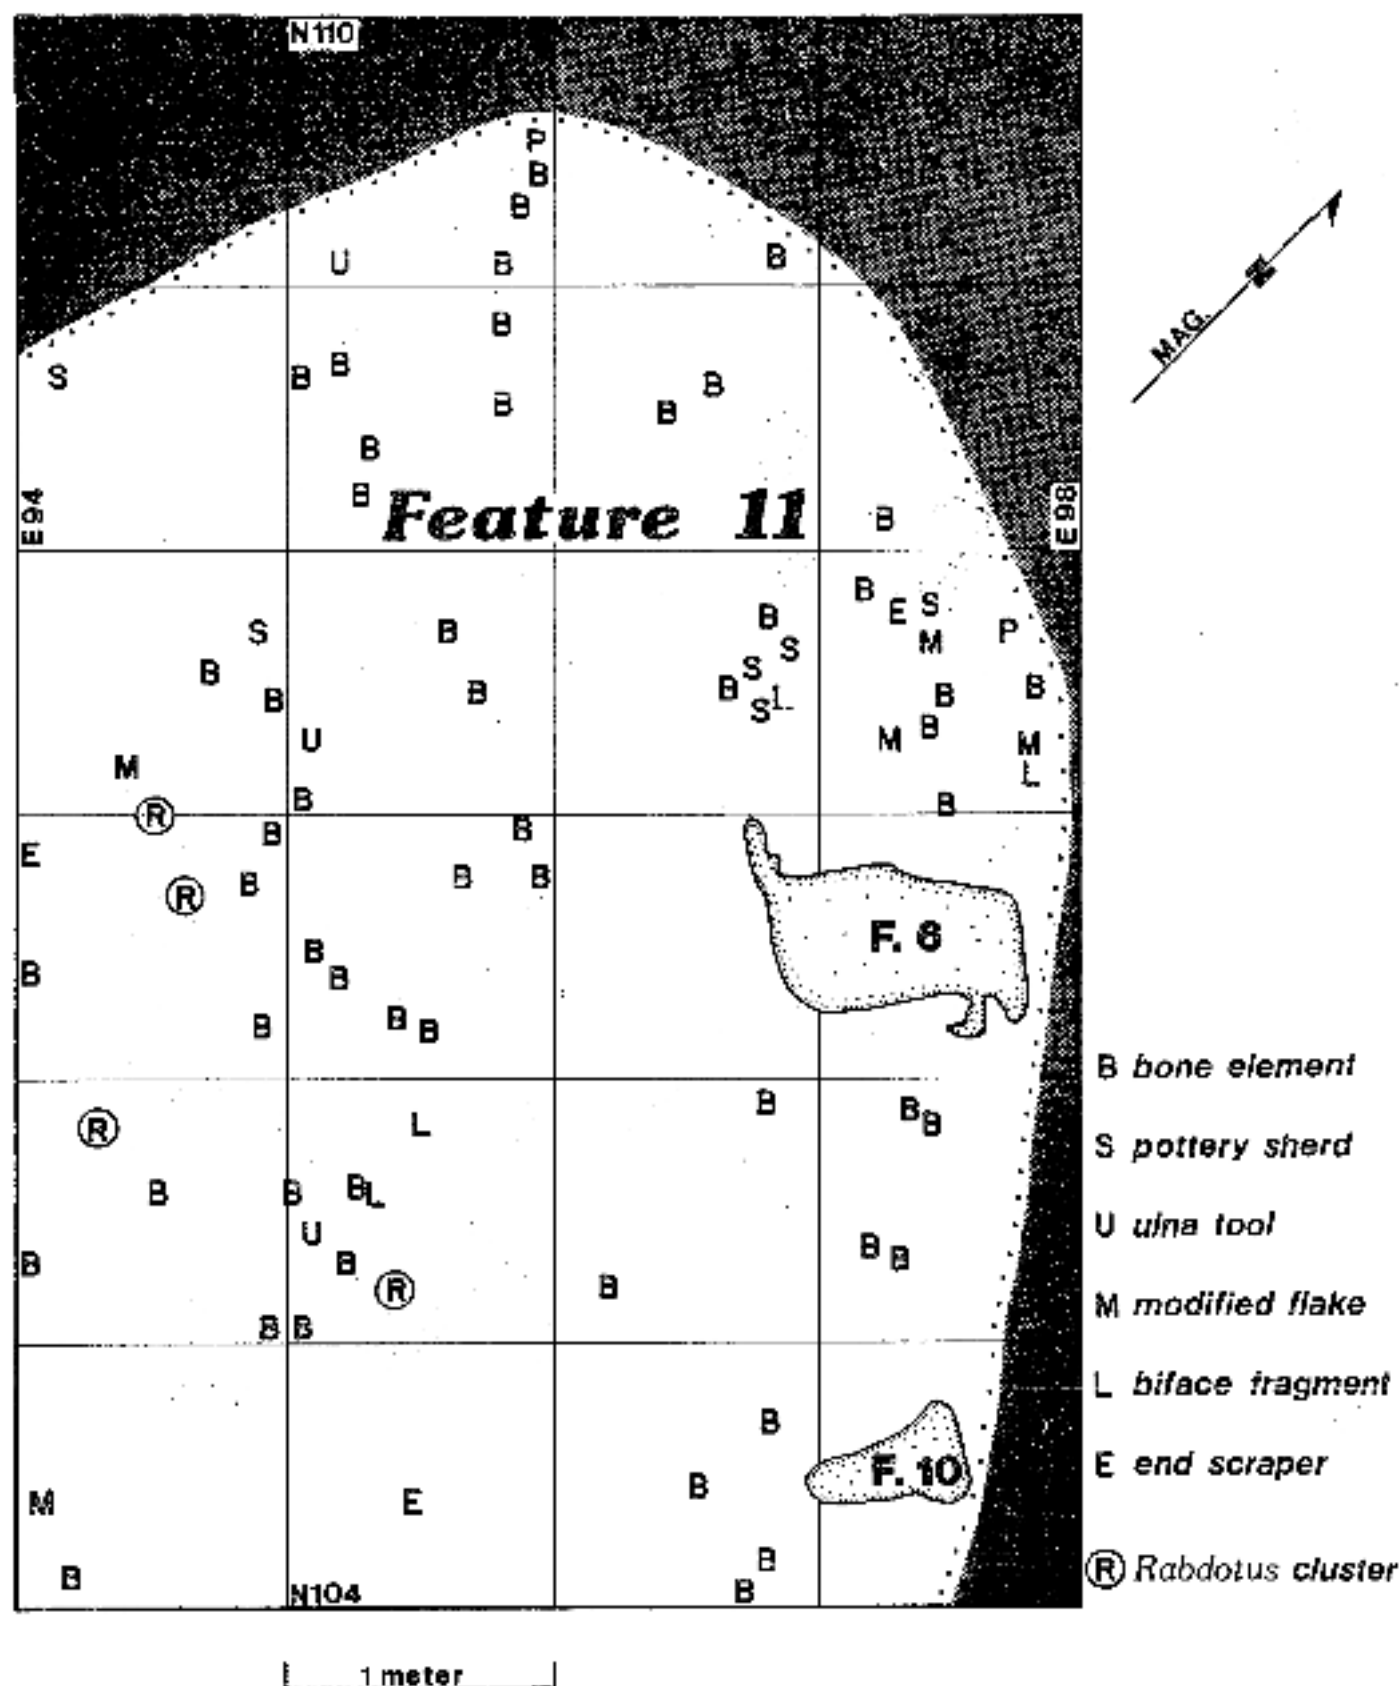 N110
P
B
B
U B B
B
B B
S B B B
B
B
B
Feature 11
E94
E98
B
B
E S
S B B S M P
B S
B B B B B
S L B
U M M
M L
B B
R
B B
E
B B B
R
B
F. 6
B B
B B
B
B B
R L B
B
B B B L
U
B B B
B
R B
B B
B
F. 10
M E B
B
B
B
N104
1 meter
MAG. N
B bone element
S pottery sherd
U ulna tool
M modified flake
L biface fragment
E end scraper
R Rabdotus cluster